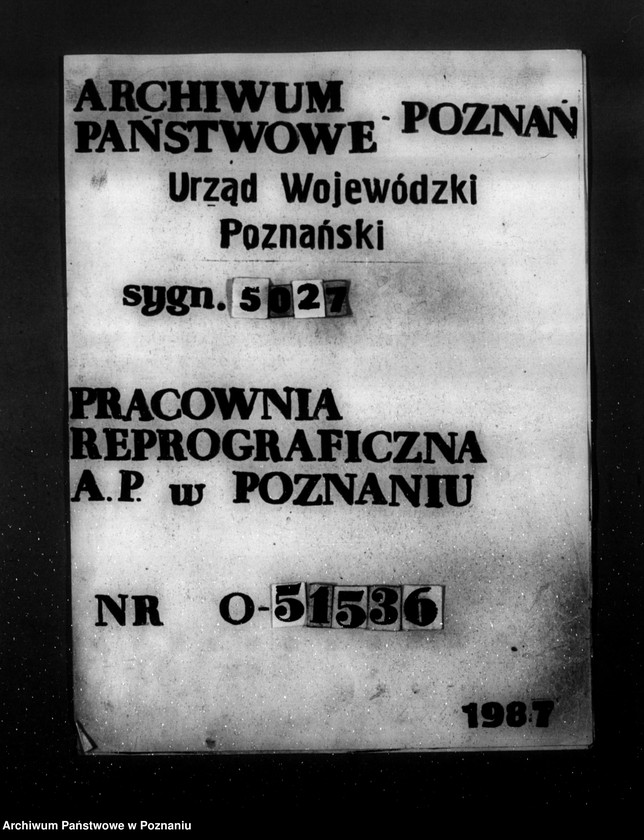 ARCHIWUM
PAŃSTWOWE - POZNAŃ
Urząd Wojewódzki
Poznański
sygn. 5027
PRACOWNIA
REPROGRAFICZNA
A.P. w POZNANIU
NR O-51536
1987
Archiwum Państwowe w Poznaniu